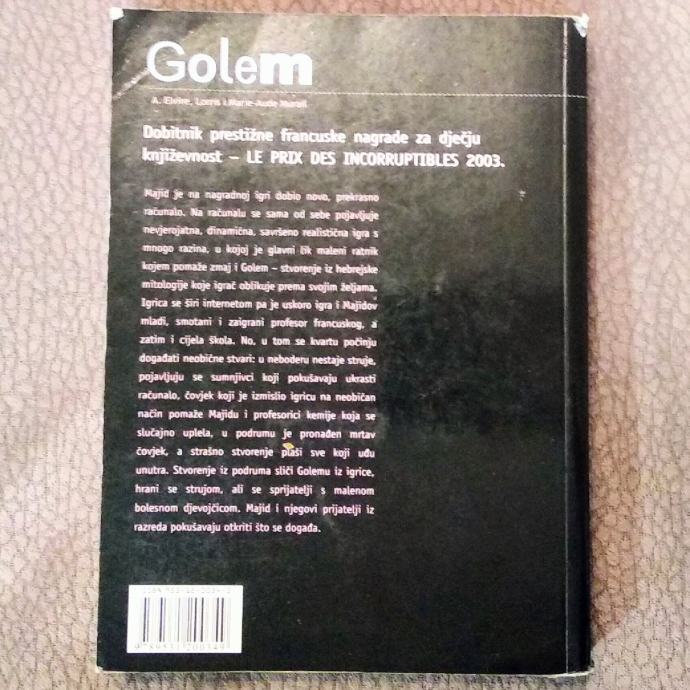 Golem
A. Elvire, Lorris i Marie-Aude Murail
Dobitnik prestižne francuske nagrade za dječju
književnost – LE PRIX DES INCORRUPTIBLES 2003.
Majid je na nagradnoj igri dobio novo, prekrasno
računalo. Na računalu se sama od sebe pojavljuje
nevjerojatna, dinamična, savršeno realistična igra s
mnogo razina, u kojoj je glavni lik maleni ratnik
kojem pomaže zmaj i Golem – stvorenje iz hebrejske
mitologije koje igrač oblikuje prema svojim željama.
Igrica se širi internetom pa je uskoro igra i Majidov
mladi, smotani i zaigrani profesor francuskog, a
zatim i cijela škola. No, u tom se kvartu počinju
događati neobične stvari: u neboderu nestaje struje,
pojavljuju se sumnjivci koji pokušavaju ukrasti
računalo, čovjek koji je izmislio igricu na neobičan
način pomaže Majidu i profesorici kemije koja se
slučajno uplela, u podrumu je pronađen mrtav
čovjek, a strašno stvorenje plaši sve koji uđu
unutra. Stvorenje iz podruma sliči Golemu iz igrice,
hrani se strujom, ali se sprijatelji s malenom
bolesnom djevojčicom. Majid i njegovi prijatelji iz
razreda pokušavaju otkriti što se događa.